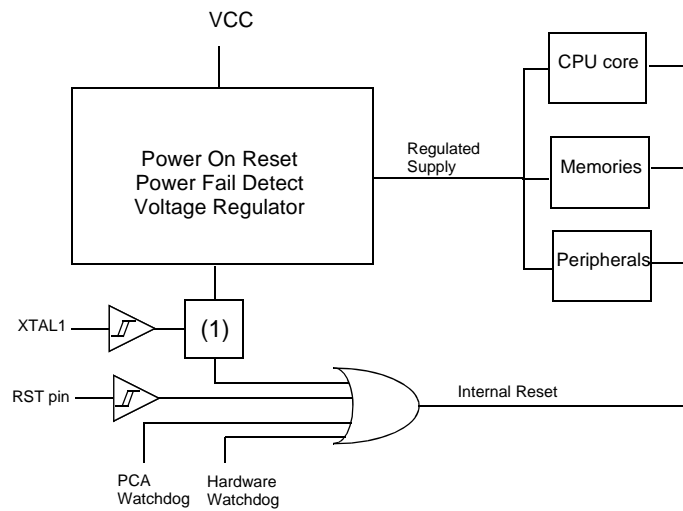 VCC
CPU core
Power On Reset
Power Fail Detect
Voltage Regulator
Regulated
Supply
Memories
Peripherals
XTAL1
(1)
RST pin
Internal Reset
PCA
Watchdog
Hardware
Watchdog